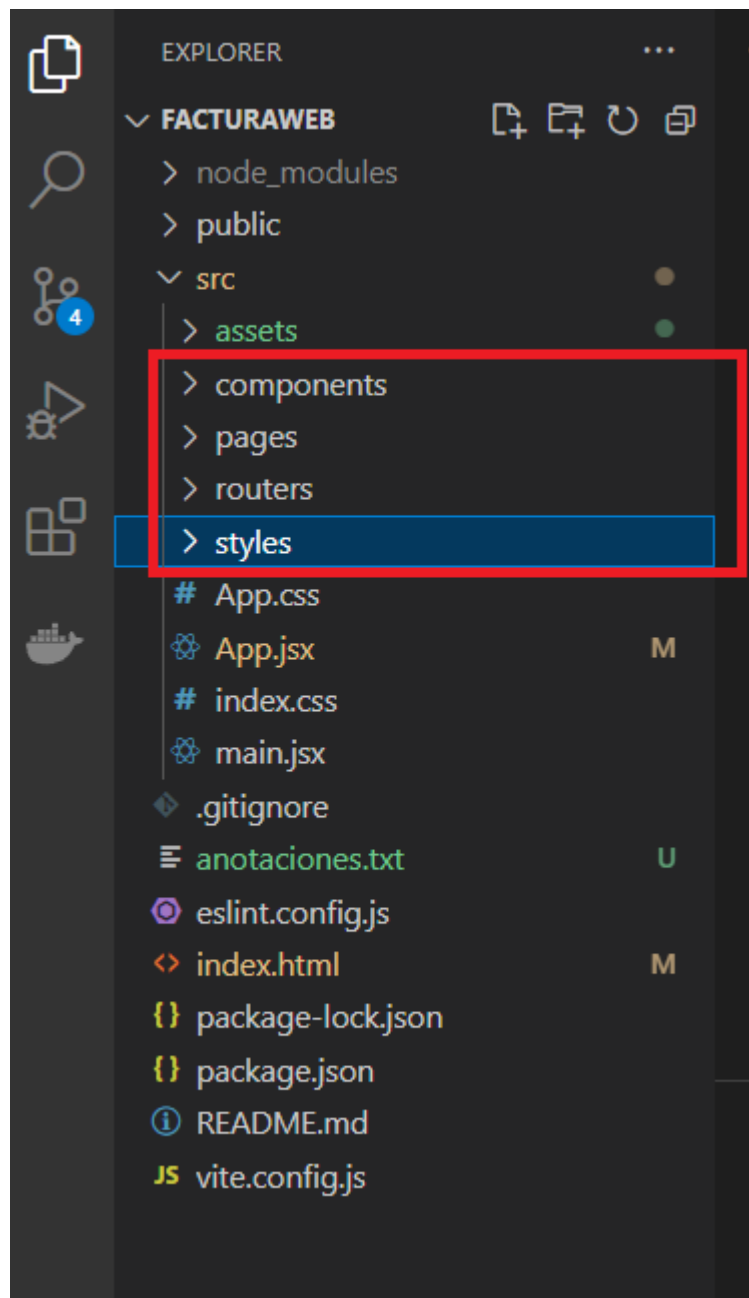 EXPLORER
FACTURAWEB
node_modules
public
src
assets
components
pages
routers
styles
# App.css
App.jsx M
index.css
main.jsx
.gitignore
anotaciones.txt U
eslint.config.js
<> index.html M
{} package-lock.json
{} package.json
README.md
JS vite.config.js
4